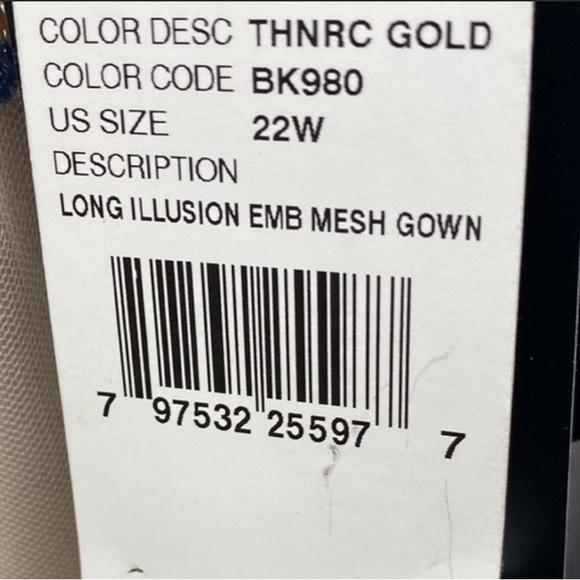 COLOR DESC THNRC GOLD
COLOR CODE BK980
US SIZE 22W
DESCRIPTION
LONG ILLUSION EMB MESH GOWN
7 97532 25597 7